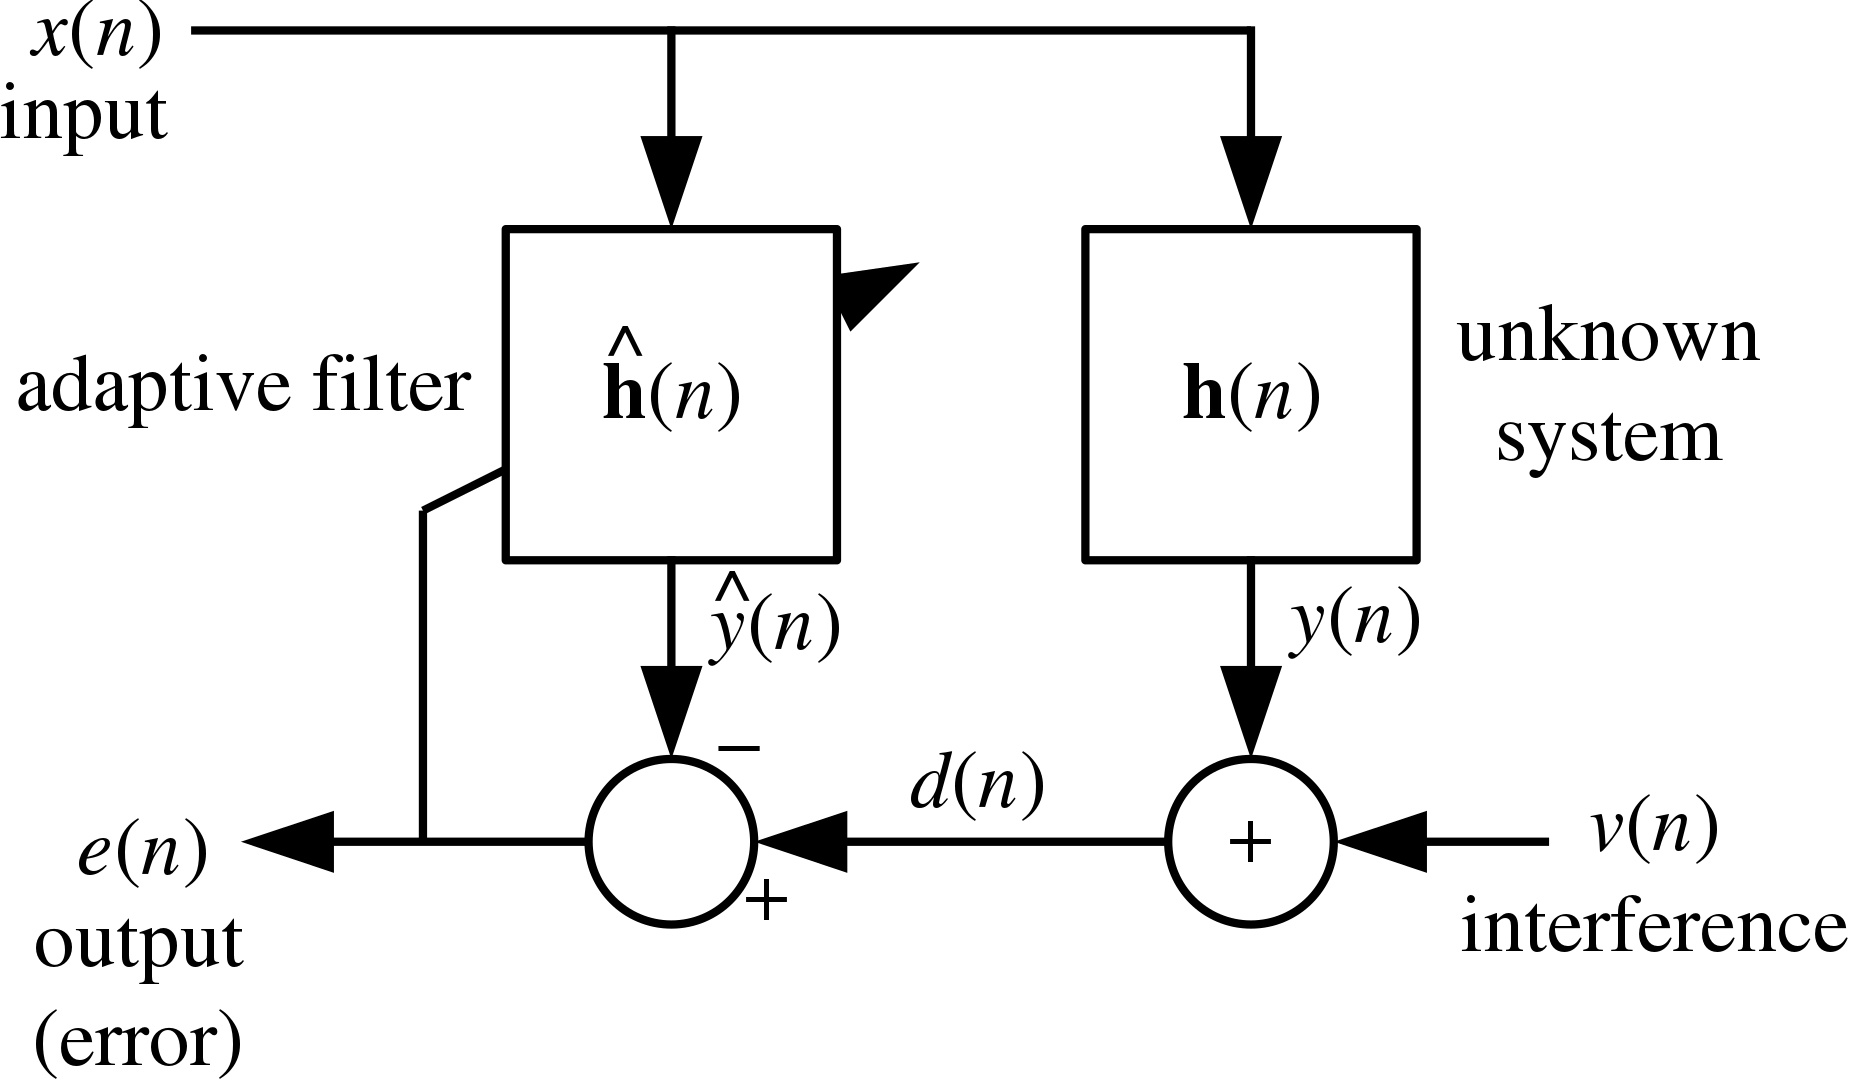 x(n)
input
adaptive filter
ĥ(n)
h(n)
unknown
system
ŷ(n)
y(n)
−
+
d(n)
+
v(n)
interference
e(n)
output
(error)